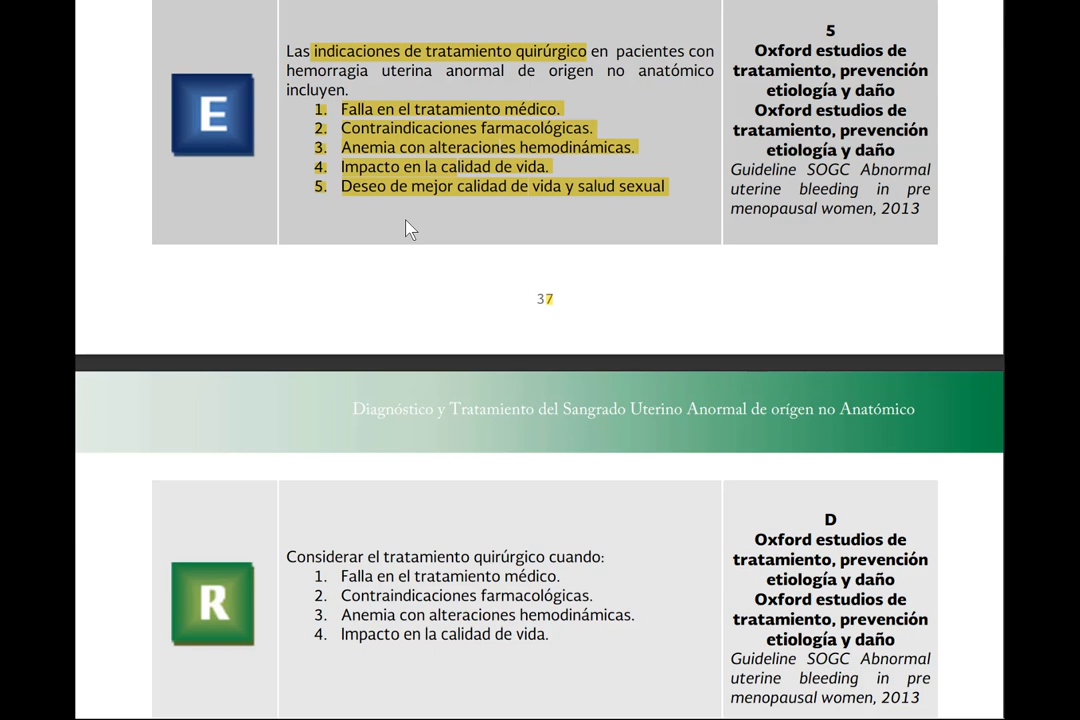 E
Las indicaciones de tratamiento quirúrgico en pacientes con
hemorragia uterina anormal de origen no anatómico
incluyen.
1. Falla en el tratamiento médico.
2. Contraindicaciones farmacológicas.
3. Anemia con alteraciones hemodinámicas.
4. Impacto en la calidad de vida.
5. Deseo de mejor calidad de vida y salud sexual
5
Oxford estudios de
tratamiento, prevención
etiología y daño
Oxford estudios de
tratamiento, prevención
etiología y daño
Guideline SOGC Abnormal
uterine bleeding in pre
menopausal women, 2013
37
Diagnóstico y Tratamiento del Sangrado Uterino Anormal de orígen no Anatómico
R
Considerar el tratamiento quirúrgico cuando:
1. Falla en el tratamiento médico.
2. Contraindicaciones farmacológicas.
3. Anemia con alteraciones hemodinámicas.
4. Impacto en la calidad de vida.
D
Oxford estudios de
tratamiento, prevención
etiología y daño
Oxford estudios de
tratamiento, prevención
etiología y daño
Guideline SOGC Abnormal
uterine bleeding in pre
menopausal women, 2013